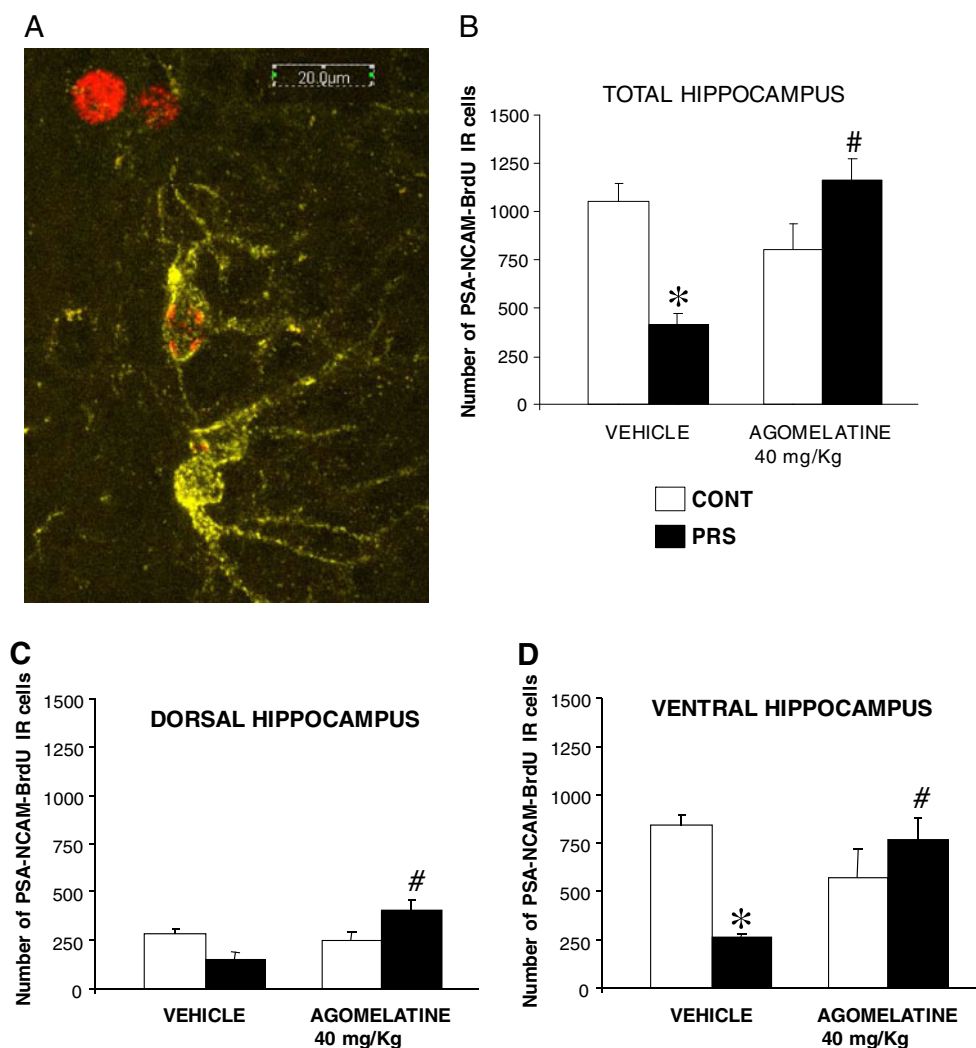 A
20.0µm
B
TOTAL HIPPOCAMPUS
Number of PSA-NCAM-BrdU IR cells
1500
1250
1000
750
500
250
0
*
#
VEHICLE
AGOMELATINE
40 mg/Kg
CONT
PRS
C
DORSAL HIPPOCAMPUS
Number of PSA-NCAM-BrdU IR cells
1500
1250
1000
750
500
250
0
#
VEHICLE
AGOMELATINE
40 mg/Kg
D
VENTRAL HIPPOCAMPUS
Number of PSA-NCAM-BrdU IR cells
1500
1250
1000
750
500
250
0
*
#
VEHICLE
AGOMELATINE
40 mg/Kg